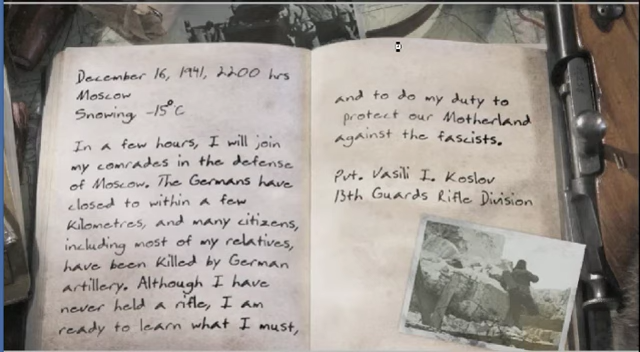 December 16, 1941, 2200 hrs
Moscow
Snowing, -15°C
In a few hours, I will join
my comrades in the defense
of Moscow. The Germans have
closed to within a few
Kilometres, and many citizens,
including most of my relatives,
have been killed by German
artillery. Although I have
never held a rifle, I am
ready to learn what I must,
and to do my duty to
protect our Motherland
against the fascists.
Pvt. Vasili I. Koslov
13th Guards Rifle Division